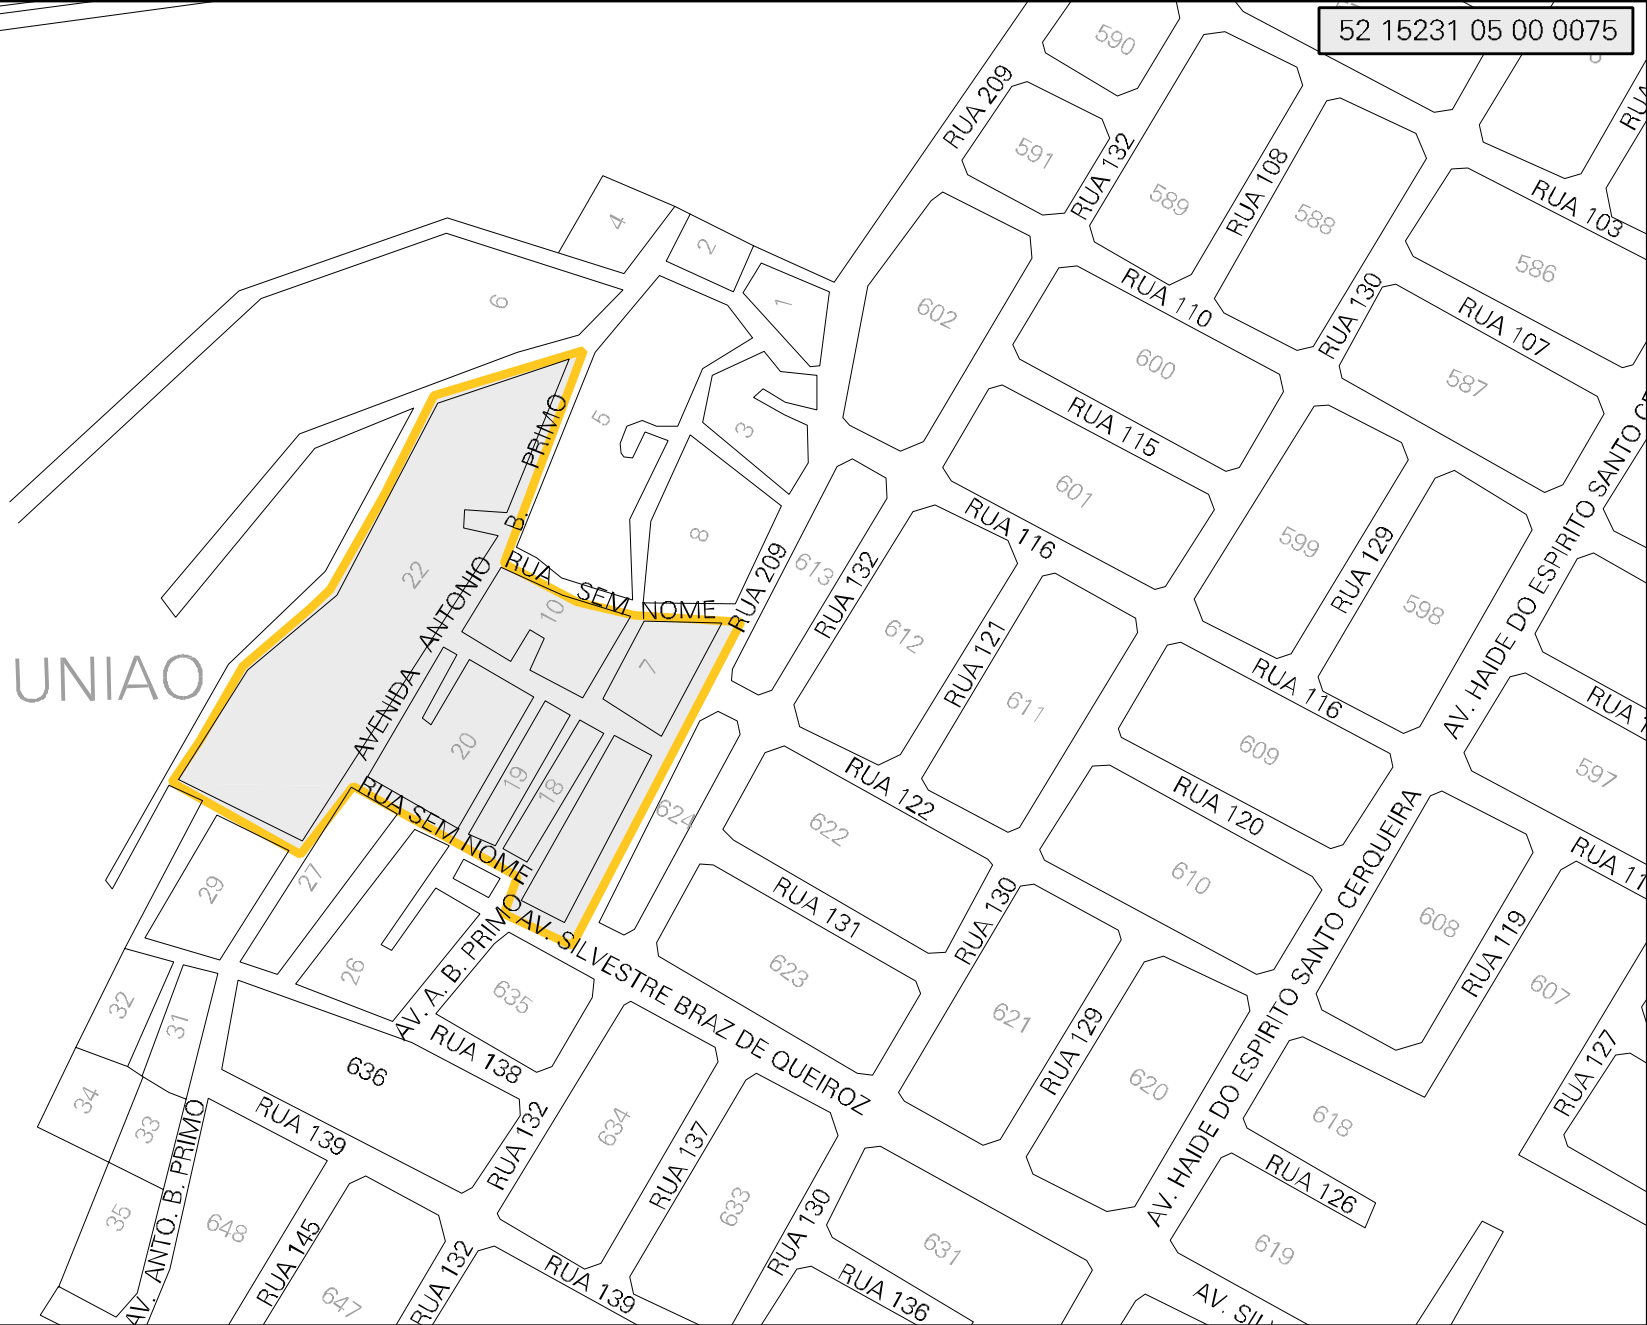 52 15231 05 00 0075
590
RUA 209
591
RUA 132
589
RUA 108
588
RUA 103
586
4
2
1
6
602
RUA 110
RUA 130
RUA 107
600
587
RUA 115
5
3
PRIMO
B.
601
RUA 116
599
RUA 129
AV. HAIDE DO ESPIRITO SANTO
8
613
RUA 209
RUA 132
22
RUA SEM NOME
ANTONIO
10
612
RUA 121
598
UNIAO
7
AVENIDA
611
RUA 116
609
597
20
19
18
624
RUA 122
622
RUA 120
RUA SEM NOME
27
29
RUA 131
RUA 130
610
AV. HAIDE DO ESPIRITO SANTO CERQUEIRA
608
RUA 119
607
AV. SILVESTRE BRAZ DE QUEIROZ
AV. A. B. PRIMO
26
635
623
621
32
31
RUA 138
636
RUA 129
620
RUA 127
34
33
RUA 139
RUA 132
634
RUA 137
618
RUA 126
AV. ANTO. B. PRIMO
35
648
RUA 145
633
RUA 130
631
619
647
RUA 132
RUA 139
RUA 136